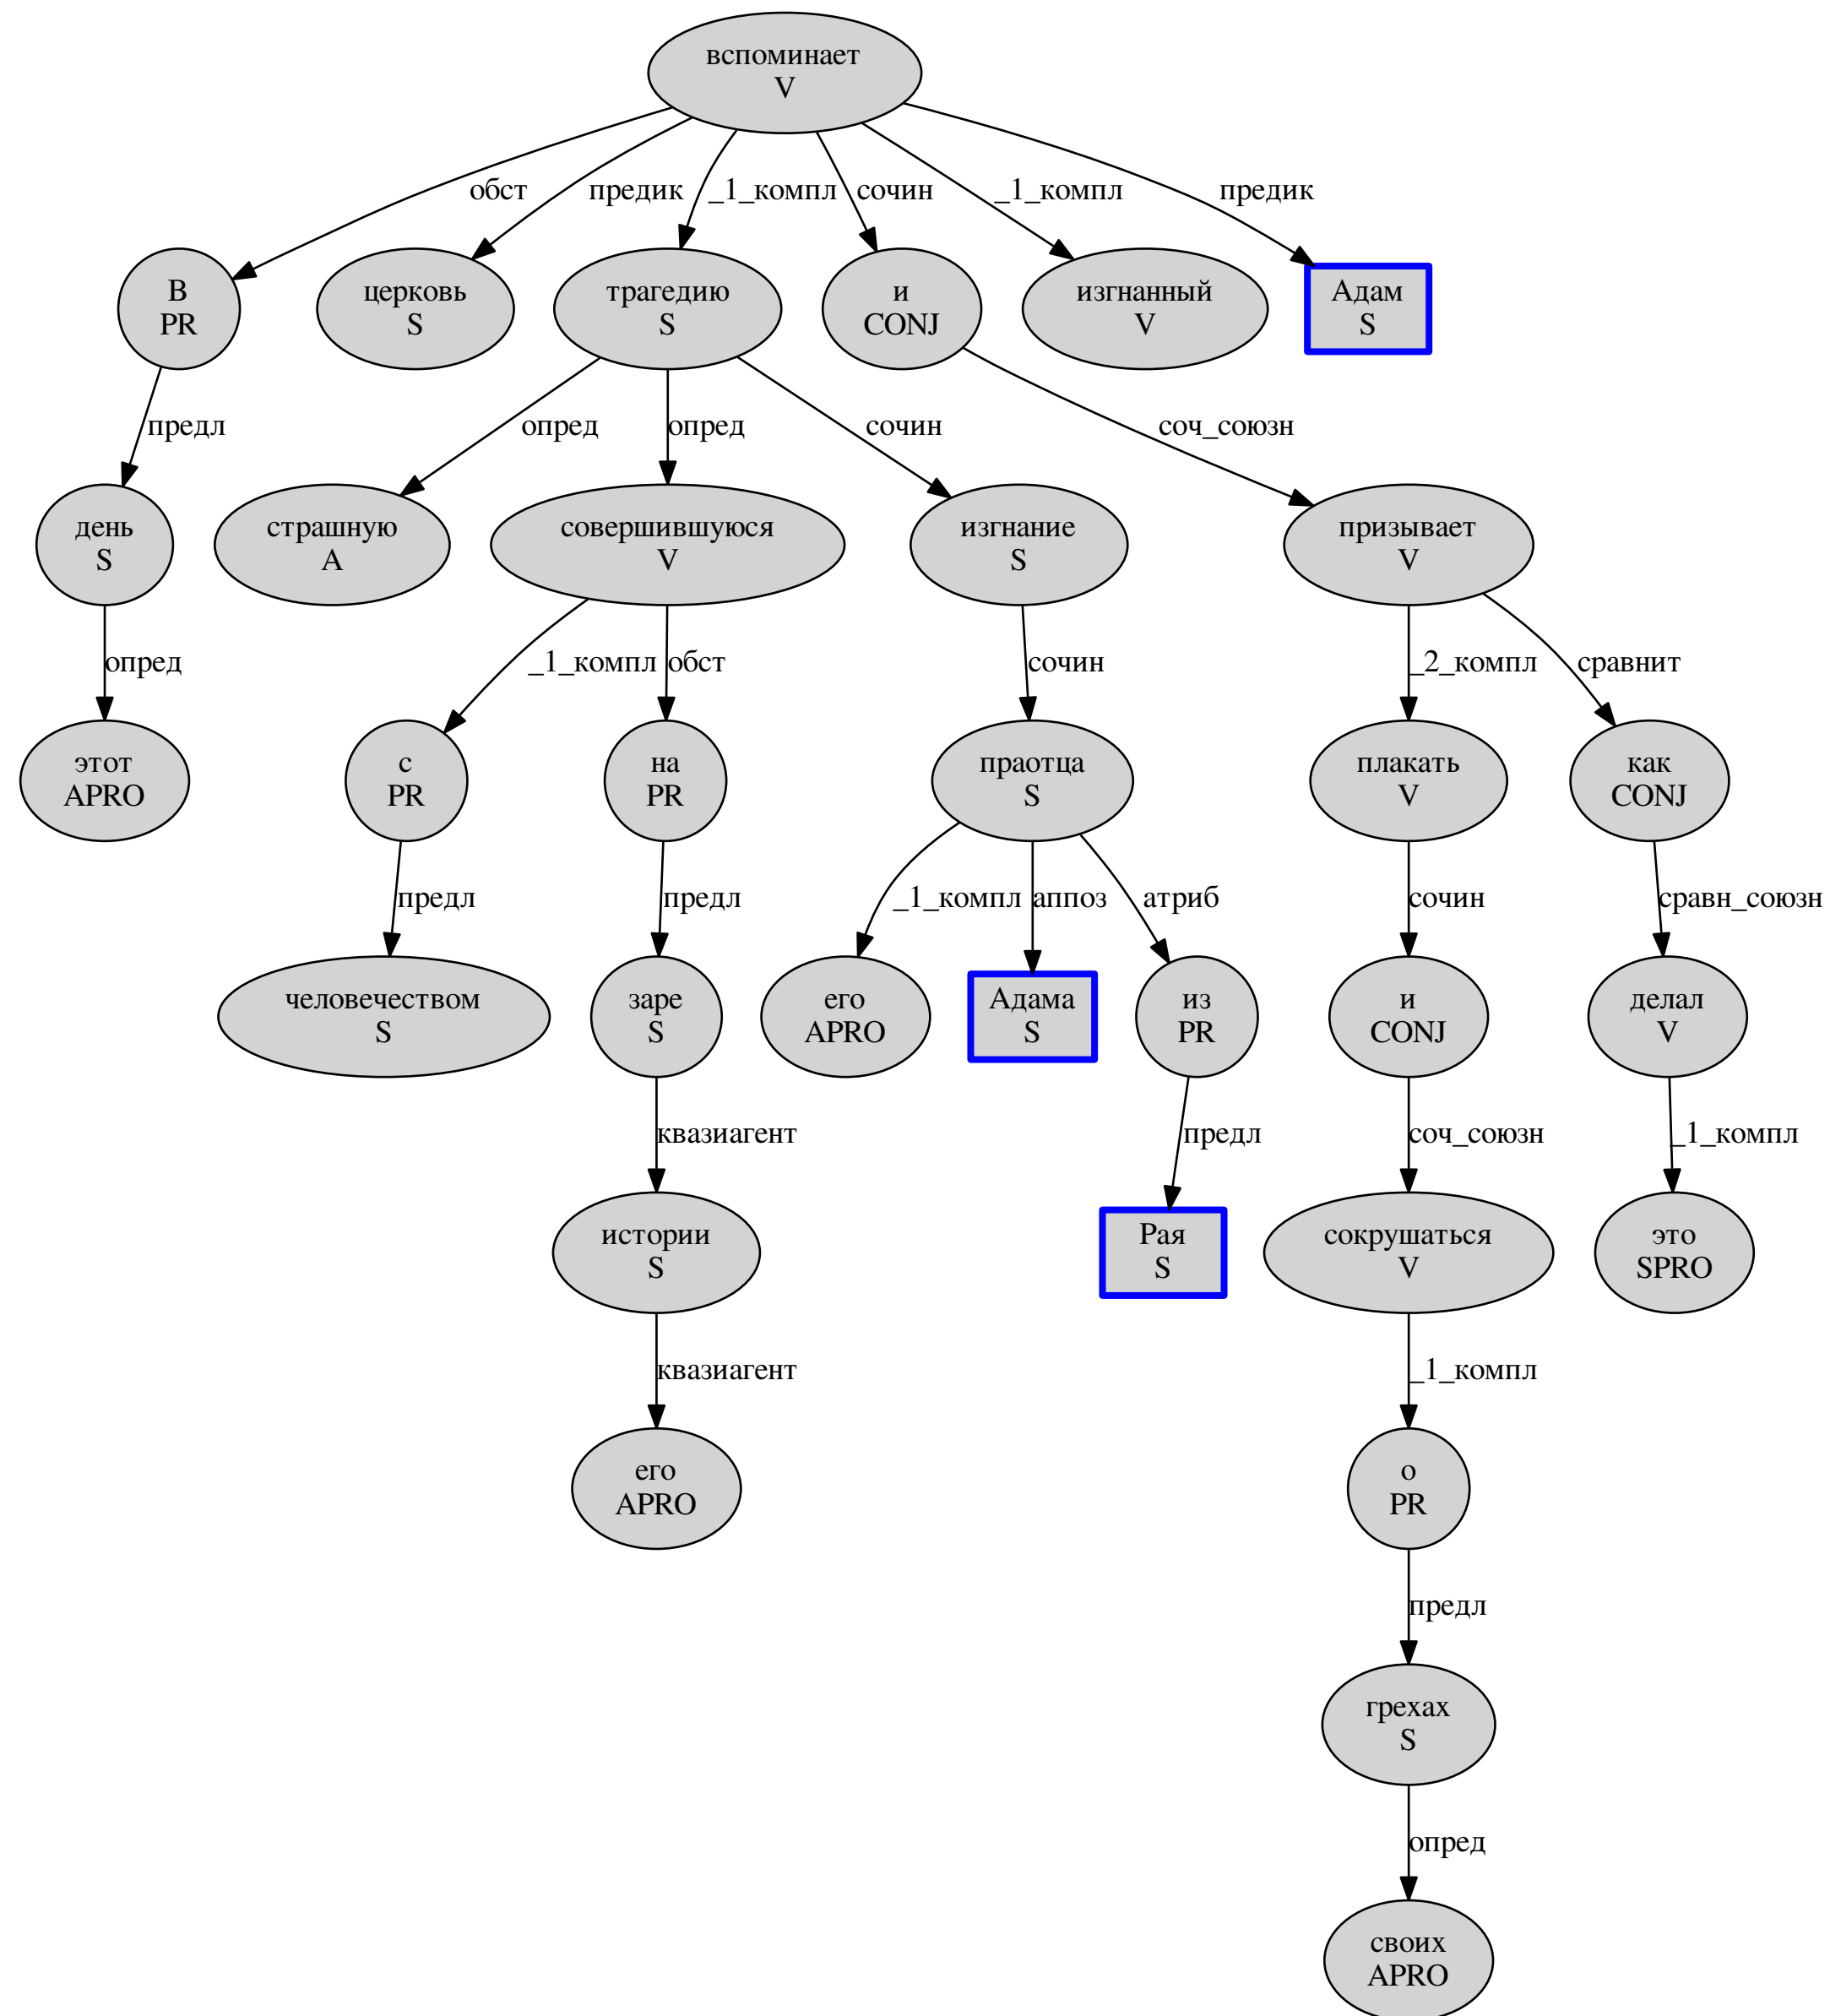 вспоминает
V
обст
предик
_1_компл
сочин
_1_компл
предик
В
PR
церковь
S
трагедию
S
и
CONJ
изгнанный
V
Адам
S
предл
опред
опред
сочин
соч_союзн
день
S
страшную
A
совершившуюся
V
изгнание
S
призывает
V
опред
_1_компл
обст
сочин
_2_компл
сравнит
этот
APRO
с
PR
на
PR
праотца
S
плакать
V
как
CONJ
предл
предл
_1_компл
аппоз
атриб
сочин
сравн_союзн
человечеством
S
заре
S
его
APRO
Адама
S
из
PR
и
CONJ
делал
V
квазиагент
предл
соч_союзн
_1_компл
истории
S
Рая
S
сокрушаться
V
это
SPRO
квазиагент
_1_компл
его
APRO
о
PR
предл
грехах
S
опред
своих
APRO